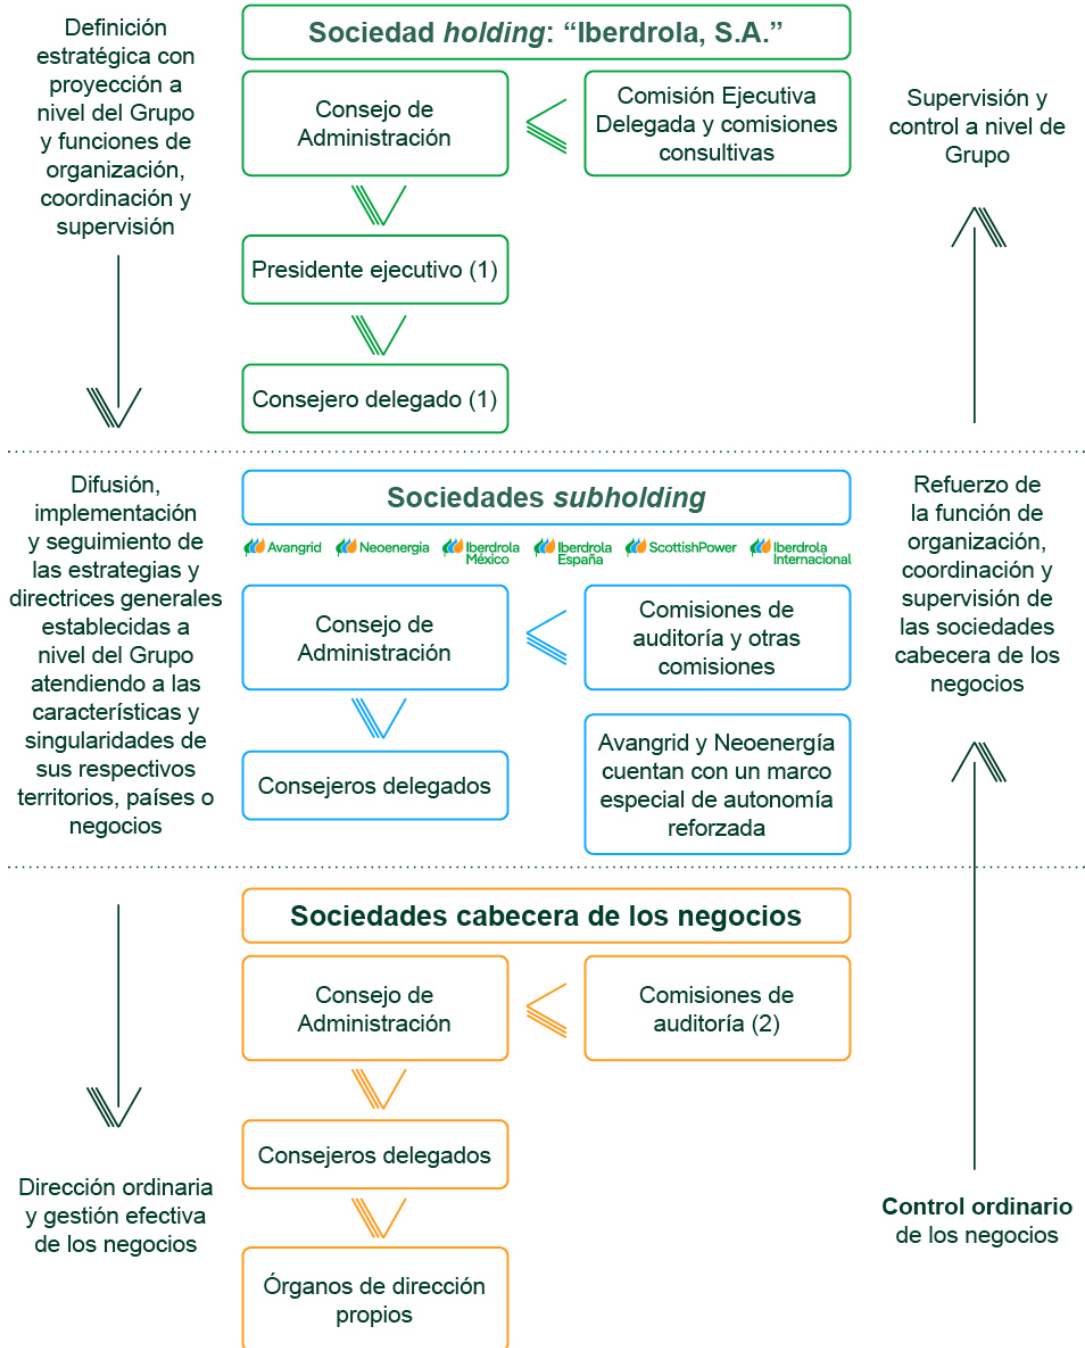 Definición
estratégica con
proyección a
nivel del Grupo
y funciones de
organización,
coordinación y
supervisión
Sociedad holding: “Iberdrola, S.A.”
Consejo de
Administración
Comisión Ejecutiva
Delegada y comisiones
consultivas
Presidente ejecutivo (1)
Consejero delegado (1)
Supervisión y
control a nivel de
Grupo
Difusión,
implementación
y seguimiento de
las estrategias y
directrices generales
establecidas a
nivel del Grupo
atendiendo a las
características y
singularidades de
sus respectivos
territorios, países o
negocios
Sociedades subholding
Avangrid
Neoenergia
Iberdrola
México
Iberdrola
España
ScottishPower
Iberdrola
Internacional
Consejo de
Administración
Comisiones de
auditoría y otras
comisiones
Consejeros delegados
Avangrid y Neoenergía
cuentan con un marco
especial de autonomía
reforzada
Refuerzo de
la función de
organización,
coordinación y
supervisión de
las sociedades
cabecera de los
negocios
Sociedades cabecera de los negocios
Consejo de
Administración
Comisiones de
auditoría (2)
Consejeros delegados
Órganos de dirección
propios
Dirección ordinaria
y gestión efectiva
de los negocios
Control ordinario
de los negocios